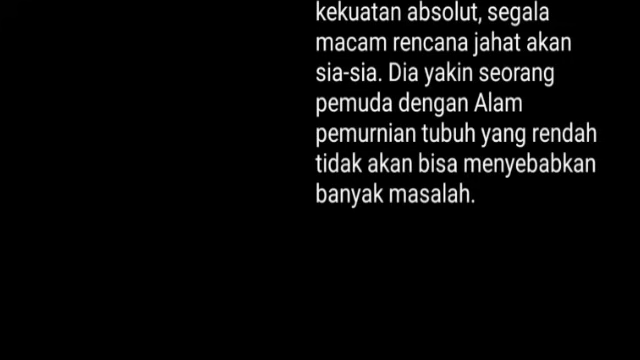 kekuatan absolut, segala
macam rencana jahat akan
sia-sia. Dia yakin seorang
pemuda dengan Alam
pemurnian tubuh yang rendah
tidak akan bisa menyebabkan
banyak masalah.